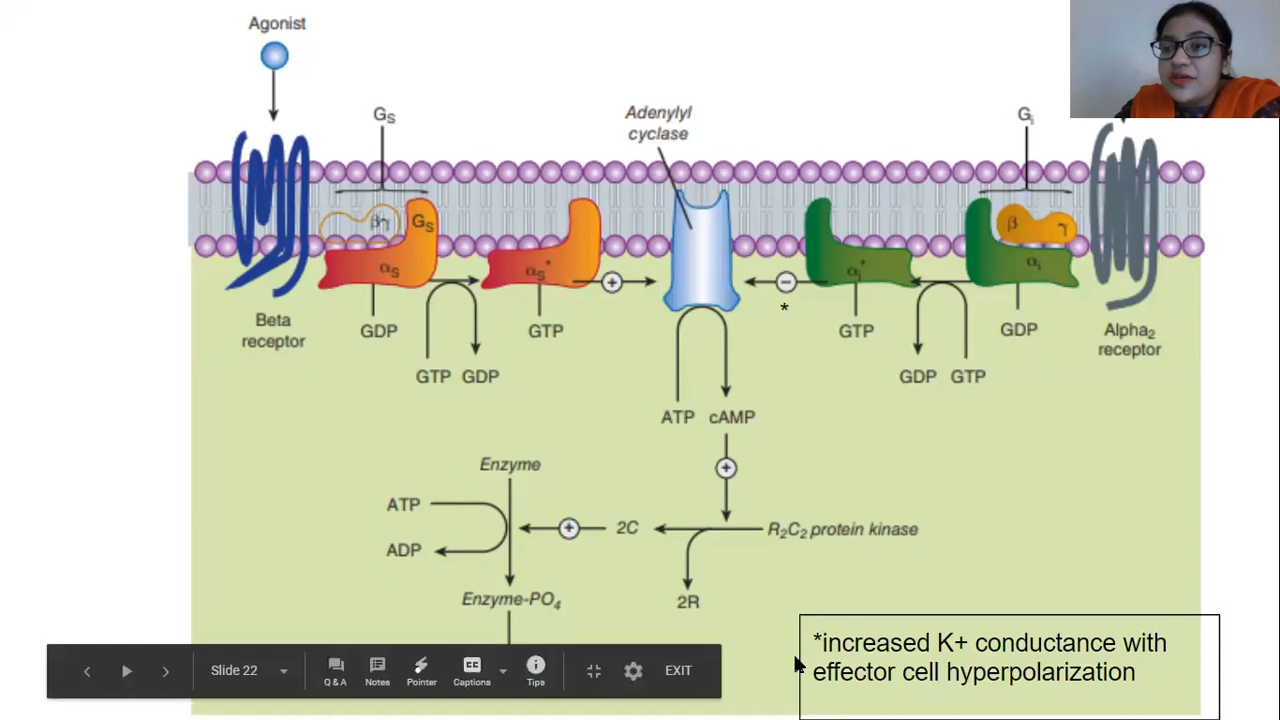 Agonist
Gs
Adenylyl
cyclase
Gi
βγ
Gs
β
γ
αs
αs*
αi*
αi
+
−
*
Beta
receptor
GDP
GTP
GTP
GDP
Alpha2
receptor
GTP GDP
GDP GTP
ATP cAMP
+
Enzyme
ATP
+
2C
R2C2 protein kinase
ADP
Enzyme-PO4
2R
*increased K+ conductance with
effector cell hyperpolarization
Slide 22
Q & A
Notes
Pointer
CC
Captions
Tips
EXIT